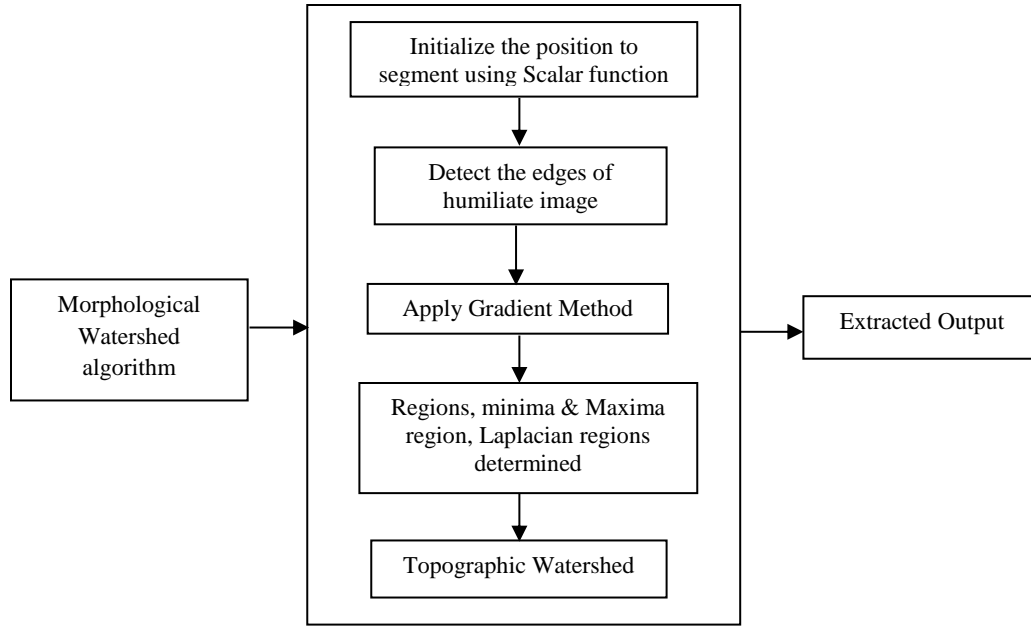 Morphological
Watershed
algorithm
Initialize the position to
segment using Scalar function
Detect the edges of
humiliate image
Apply Gradient Method
Regions, minima & Maxima
region, Laplacian regions
determined
Topographic Watershed
Extracted Output